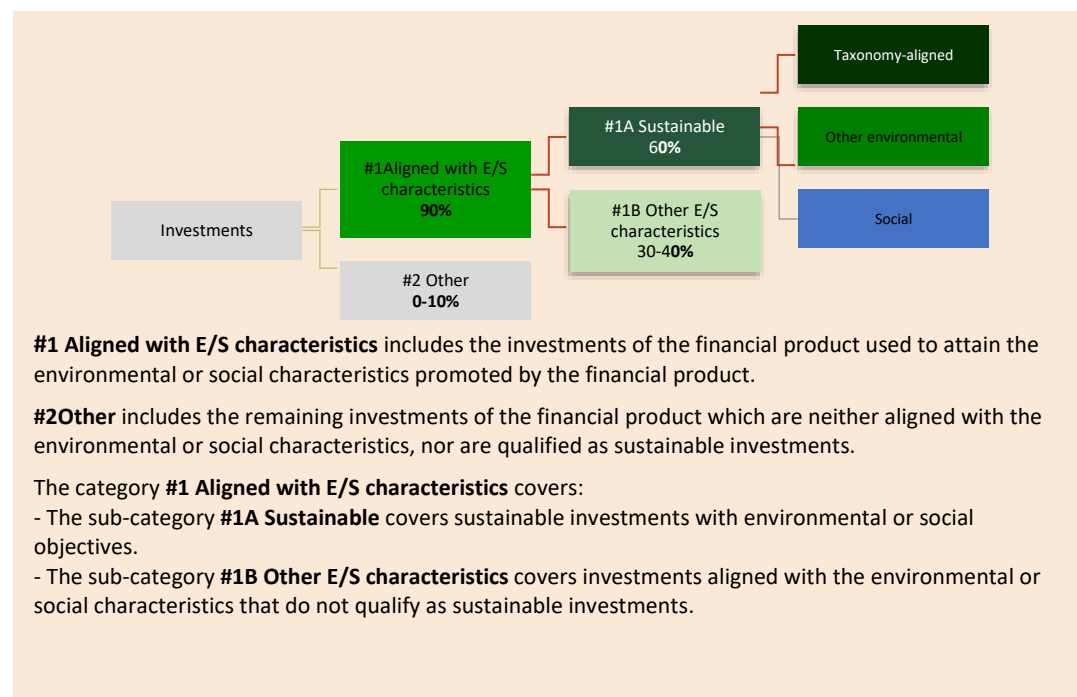 Taxonomy-aligned
#1A Sustainable
60%
Other environmental
#1Aligned with E/S
characteristics
90%
#1B Other E/S
characteristics
30-40%
Social
Investments
#2 Other
0-10%
#1 Aligned with E/S characteristics includes the investments of the financial product used to attain the
environmental or social characteristics promoted by the financial product.
#2Other includes the remaining investments of the financial product which are neither aligned with the
environmental or social characteristics, nor are qualified as sustainable investments.
The category #1 Aligned with E/S characteristics covers:
- The sub-category #1A Sustainable covers sustainable investments with environmental or social
objectives.
- The sub-category #1B Other E/S characteristics covers investments aligned with the environmental or
social characteristics that do not qualify as sustainable investments.